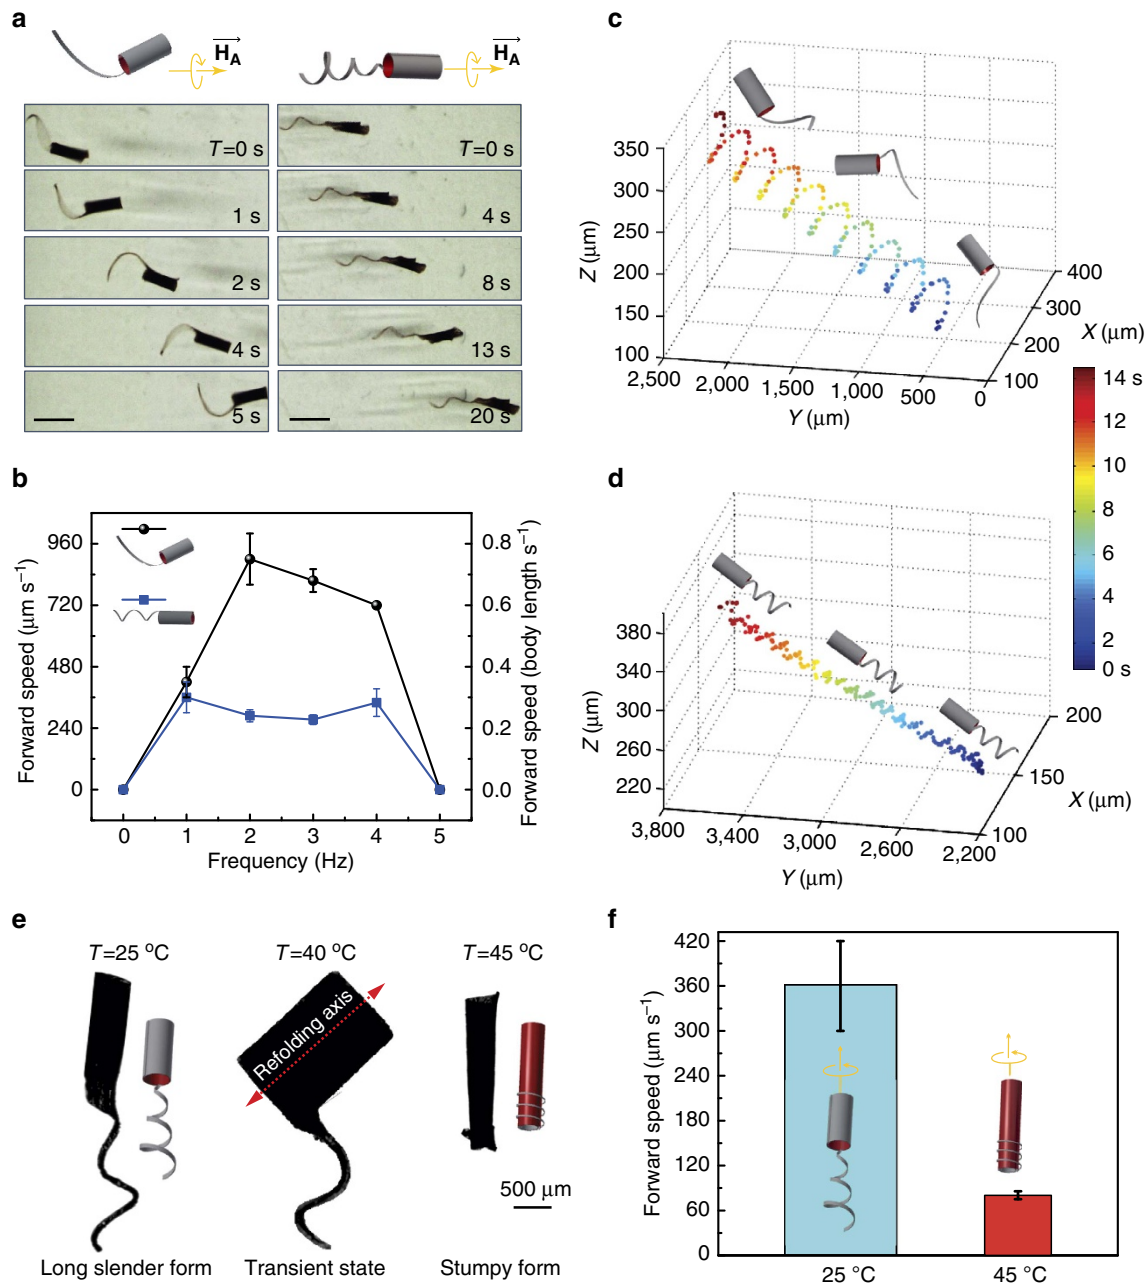 a
H_A
H_A
T=0 s
1 s
2 s
4 s
5 s
T=0 s
4 s
8 s
13 s
20 s
b
Forward speed (μm s⁻¹)
960
720
480
240
0
0.8
0.6
0.4
0.2
0.0
Forward speed (body length s⁻¹)
0 1 2 3 4 5
Frequency (Hz)
c
Z (μm)
350
300
250
200
150
100
2,500
2,000
1,500
1,000
500
0
Y (μm)
400
300
200
100
X (μm)
14 s
12
10
8
6
4
2
0 s
d
Z (μm)
380
340
300
260
220
3,800
3,400
3,000
2,600
2,200
Y (μm)
200
150
100
X (μm)
e
T=25 °C
T=40 °C
T=45 °C
Refolding axis
500 μm
Long slender form
Transient state
Stumpy form
f
Forward speed (μm s⁻¹)
420
360
300
240
180
120
60
0
25 °C
45 °C